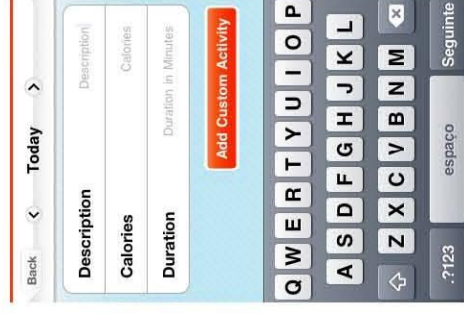 Back
Today
Description Description
Calories Calories
Duration Duration in Minutes
Add Custom Activity
Q W E R T Y U I O P
A S D F G H J K L
Z X C V B N M
.?123 espaço Seguinte